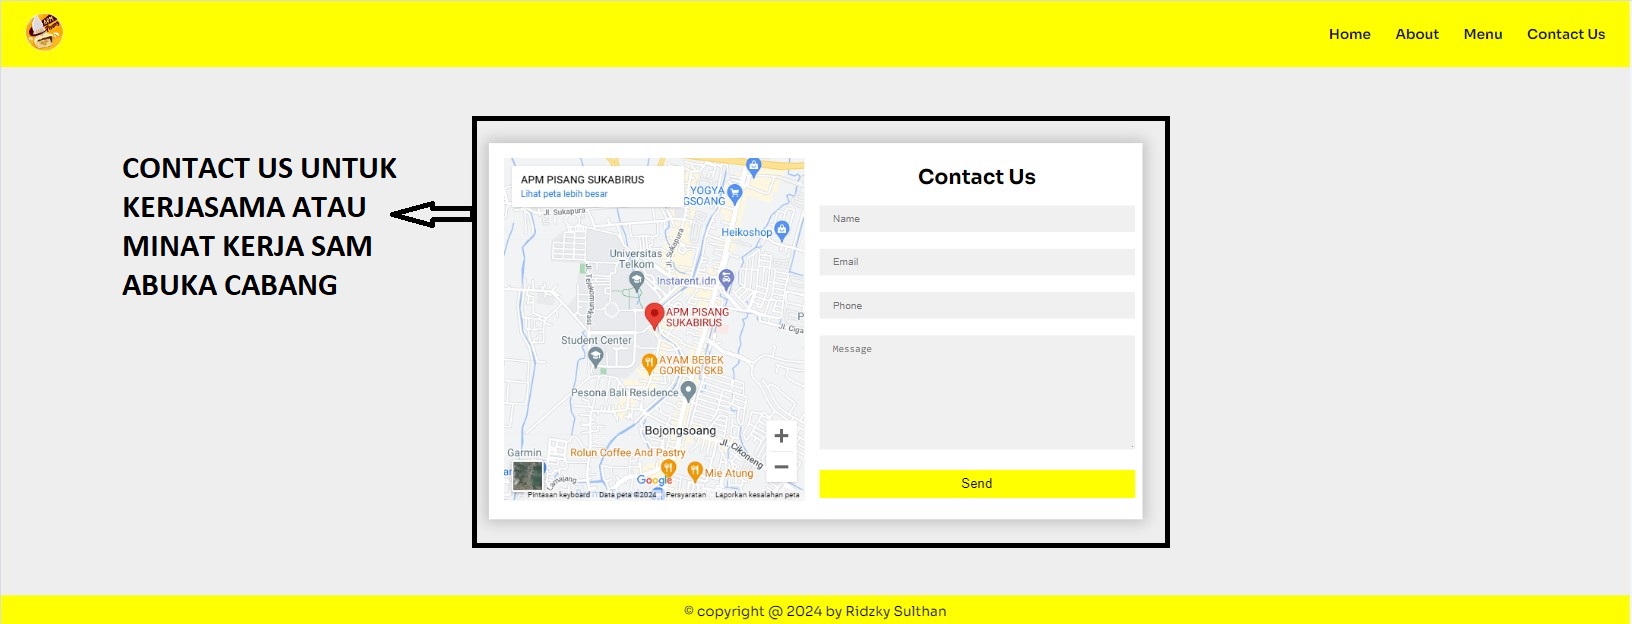 Home About Menu Contact Us
CONTACT US UNTUK
KERJASAMA ATAU
MINAT KERJA SAM
ABUKA CABANG
APM PISANG SUKABIRUS
Lihat peta lebih besar
Jl. Sukapura
YOGYA
GSOANG
Heikoshop
Sukapura
Universitas
Telkom
Jl. Telekomunikasi
Instarent.idn
APM PISANG
SUKABIRUS
P
Jl. Ciga
Student Center
AYAM BEBEK
GORENG SKB
Pesona Bali Residence
Bojongsoang
Jl. Cikoneng
Garmin
Rolun Coffee And Pastry
Mie Atung
Lamajang
Google
Pintasan keyboard Data peta ©2024 Persyaratan Laporkan kesalahan peta
Contact Us
Name
Email
Phone
Message
Send
© copyright @ 2024 by Ridzky Sulthan